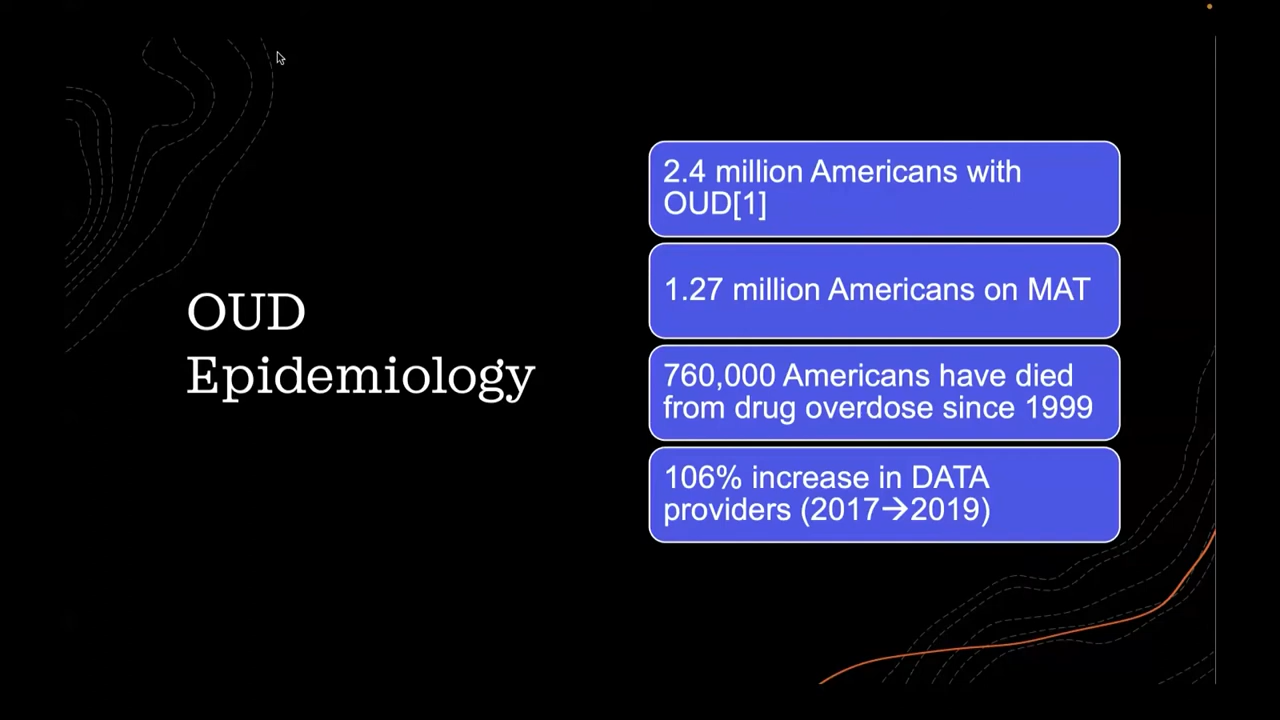 OUD
Epidemiology
2.4 million Americans with
OUD[1]
1.27 million Americans on MAT
760,000 Americans have died
from drug overdose since 1999
106% increase in DATA
providers (2017→2019)